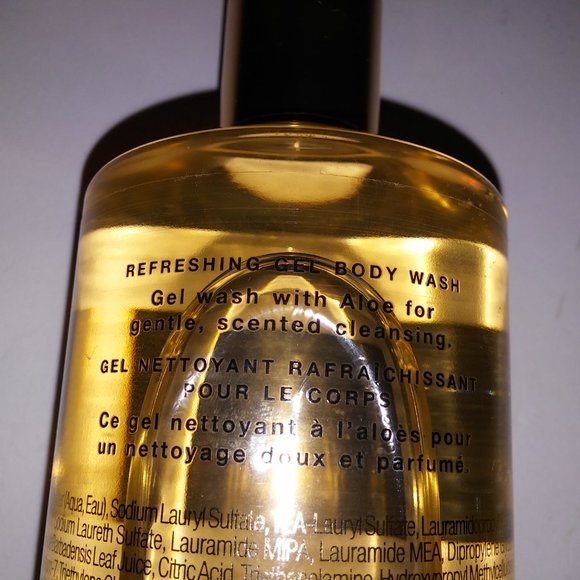 REFRESHING GEL BODY WASH
Gel wash with Aloe for
gentle, scented cleansing.
GEL NETTOYANT RAFRAÎCHISSANT
POUR LE CORPS
Ce gel nettoyant à l'aloès pour
un nettoyage doux et parfumé.
(Aqua, Eau), Sodium Lauryl Sulfate, TEA-Lauryl Sulfate,
Laureth Sulfate, Lauramide MIPA, Lauramide MEA,
Leaf Juice, Citric Acid, Triethanolamine,